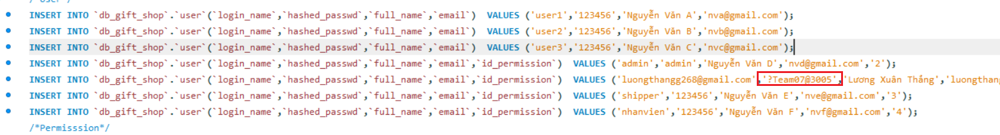 /*User*/
INSERT INTO `db_gift_shop`.`user`(`login_name`,`hashed_passwd`,`full_name`,`email`)  VALUES ('user1','123456','Nguyễn Văn A','nva@gmail.com');
INSERT INTO `db_gift_shop`.`user`(`login_name`,`hashed_passwd`,`full_name`,`email`)  VALUES ('user2','123456','Nguyễn Văn B','nvb@gmail.com');
INSERT INTO `db_gift_shop`.`user`(`login_name`,`hashed_passwd`,`full_name`,`email`)  VALUES ('user3','123456','Nguyễn Văn C','nvc@gmail.com');
INSERT INTO `db_gift_shop`.`user`(`login_name`,`hashed_passwd`,`full_name`,`email`,`id_permission`)  VALUES ('admin','admin','Nguyễn Văn D','nvd@gmail.com','2');
INSERT INTO `db_gift_shop`.`user`(`login_name`,`hashed_passwd`,`full_name`,`email`,`id_permission`)  VALUES ('luongthangg268@gmail.com','?Team07@3005','Lương Xuân Thắng','luongthang
INSERT INTO `db_gift_shop`.`user`(`login_name`,`hashed_passwd`,`full_name`,`email`,`id_permission`)  VALUES ('shipper','123456','Nguyễn Văn E','nve@gmail.com','3');
INSERT INTO `db_gift_shop`.`user`(`login_name`,`hashed_passwd`,`full_name`,`email`,`id_permission`)  VALUES ('nhanvien','123456','Nguyễn Văn F','nvf@gmail.com','4');
/*Permisssion*/